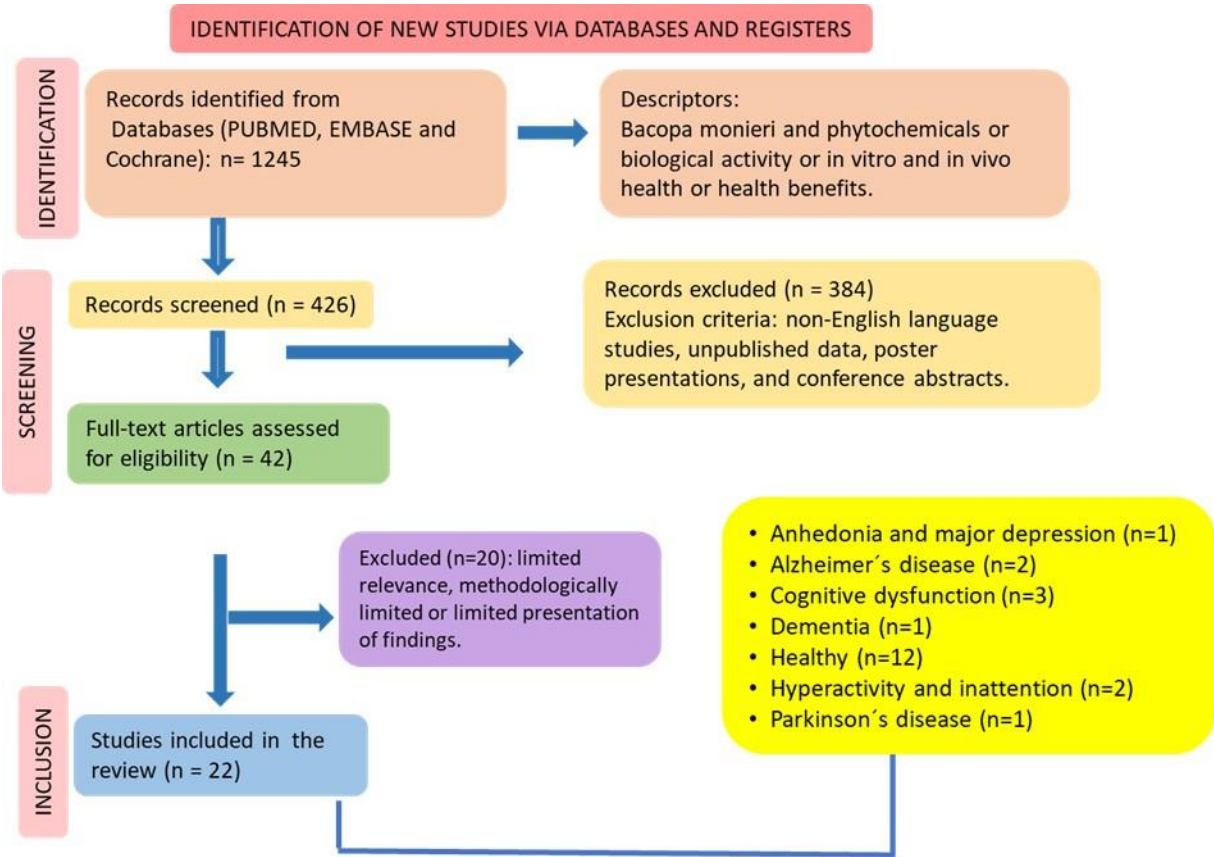 IDENTIFICATION OF NEW STUDIES VIA DATABASES AND REGISTERS
IDENTIFICATION
Records identified from
Databases (PUBMED, EMBASE and
Cochrane): n= 1245
Descriptors:
Bacopa monieri and phytochemicals or
biological activity or in vitro and in vivo
health or health benefits.
SCREENING
Records screened (n = 426)
Records excluded (n = 384)
Exclusion criteria: non-English language
studies, unpublished data, poster
presentations, and conference abstracts.
Full-text articles assessed
for eligibility (n = 42)
Excluded (n=20): limited
relevance, methodologically
limited or limited presentation
of findings.
• Anhedonia and major depression (n=1)
• Alzheimer´s disease (n=2)
• Cognitive dysfunction (n=3)
• Dementia (n=1)
• Healthy (n=12)
• Hyperactivity and inattention (n=2)
• Parkinson´s disease (n=1)
INCLUSION
Studies included in the
review (n = 22)